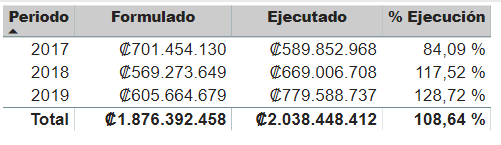 Periodo Formulado Ejecutado % Ejecución
2017 ₡701.454.130 ₡589.852.968 84,09 %
2018 ₡569.273.649 ₡669.006.708 117,52 %
2019 ₡605.664.679 ₡779.588.737 128,72 %
Total ₡1.876.392.458 ₡2.038.448.412 108,64 %